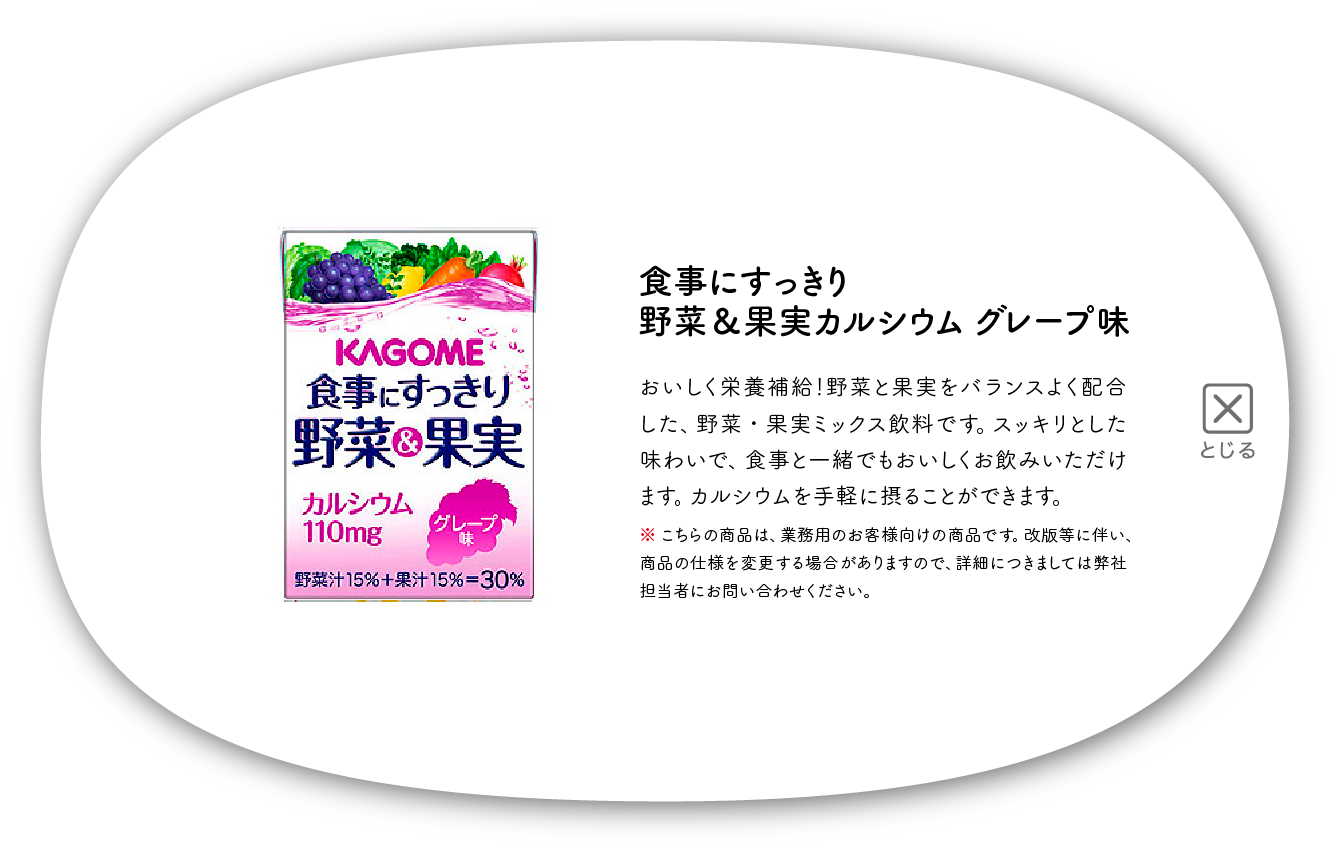 KAGOME
食事にすっきり
野菜&果実
カルシウム
110mg
グレープ
味
野菜汁15%+果汁15%=30%
食事にすっきり
野菜&果実カルシウム グレープ味
おいしく栄養補給!野菜と果実をバランスよく配合
した、野菜・果実ミックス飲料です。スッキリとした
味わいで、食事と一緒でもおいしくお飲みいただけ
ます。カルシウムを手軽に摂ることができます。
※ こちらの商品は、業務用のお客様向けの商品です。改版等に伴い、
商品の仕様を変更する場合がありますので、詳細につきましては弊社
担当者にお問い合わせください。
とじる